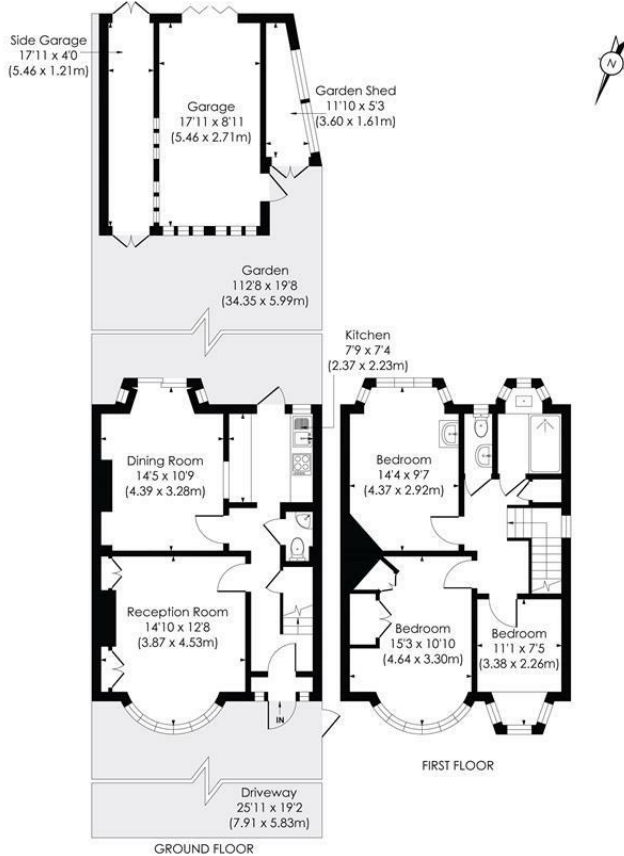 Side Garage
17'11 x 4'0
(5.46 x 1.21m)
N
Garage
17'11 x 8'11
(5.46 x 2.71m)
Garden Shed
11'10 x 5'3
(3.60 x 1.61m)
Garden
112'8 x 19'8
(34.35 x 5.99m)
Kitchen
7'9 x 7'4
(2.37 x 2.23m)
Dining Room
14'5 x 10'9
(4.39 x 3.28m)
Bedroom
14'4 x 9'7
(4.37 x 2.92m)
Reception Room
14'10 x 12'8
(3.87 x 4.53m)
Bedroom
15'3 x 10'10
(4.64 x 3.30m)
Bedroom
11'1 x 7'5
(3.38 x 2.26m)
IN
FIRST FLOOR
Driveway
25'11 x 19'2
(7.91 x 5.83m)
GROUND FLOOR